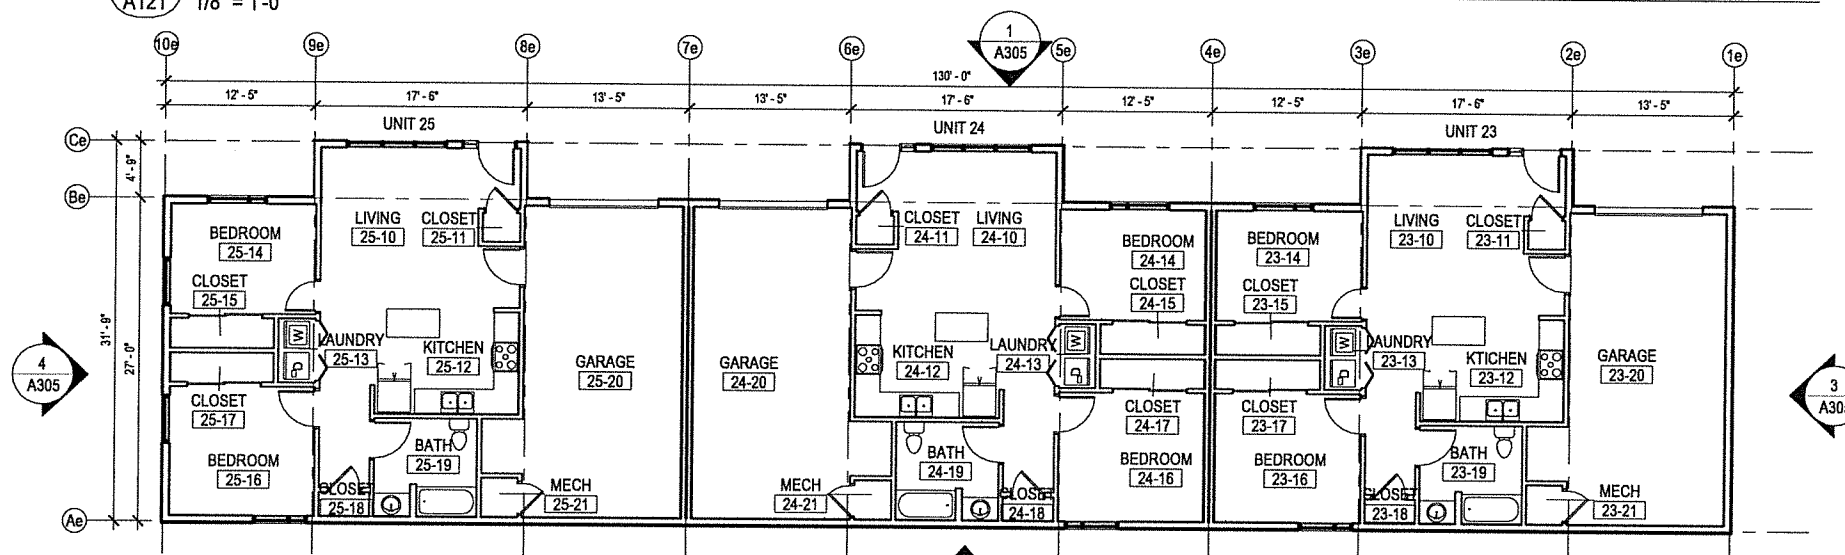 A121 1/8" = 1'-0"
10e 9e 8e 7e 6e 5e 4e 3e 2e 1e
1
A305
130' - 0"
12' - 5" 17' - 6" 13' - 5" 13' - 5" 17' - 6" 12' - 5" 12' - 5" 17' - 6" 13' - 5"
UNIT 25 UNIT 24 UNIT 23
Ce
4' - 9"
Be
31' - 9"
27' - 0"
Ae
4
A305
3
BEDROOM
25-14
LIVING
25-10
CLOSET
25-11
CLOSET
25-15
LAUNDRY
25-13
W
D
KITCHEN
25-12
GARAGE
25-20
CLOSET
25-17
BEDROOM
25-16
BATH
25-19
CLOSET
25-18
MECH
25-21
CLOSET
24-11
LIVING
24-10
BEDROOM
24-14
CLOSET
24-15
GARAGE
24-20
KITCHEN
24-12
LAUNDRY
24-13
W
D
CLOSET
24-17
BEDROOM
24-16
BATH
24-19
MECH
24-21
CLOSET
24-18
BEDROOM
23-14
LIVING
23-10
CLOSET
23-11
CLOSET
23-15
LAUNDRY
23-13
W
D
KTICHEN
23-12
GARAGE
23-20
CLOSET
23-17
BEDROOM
23-16
BATH
23-19
CLOSET
23-18
MECH
23-21